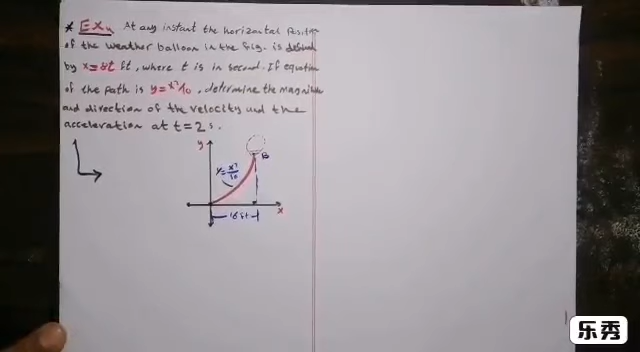 * Ex. At any instant the horizontal position
of the weather balloon in the fig. is defined
by x=8t ft, where t is in second. If equation
of the path is y=x²/10, determine the magnitude
and direction of the velocity and the
acceleration at t=2s.
y
B
y=x²/10
x
16 ft
乐秀